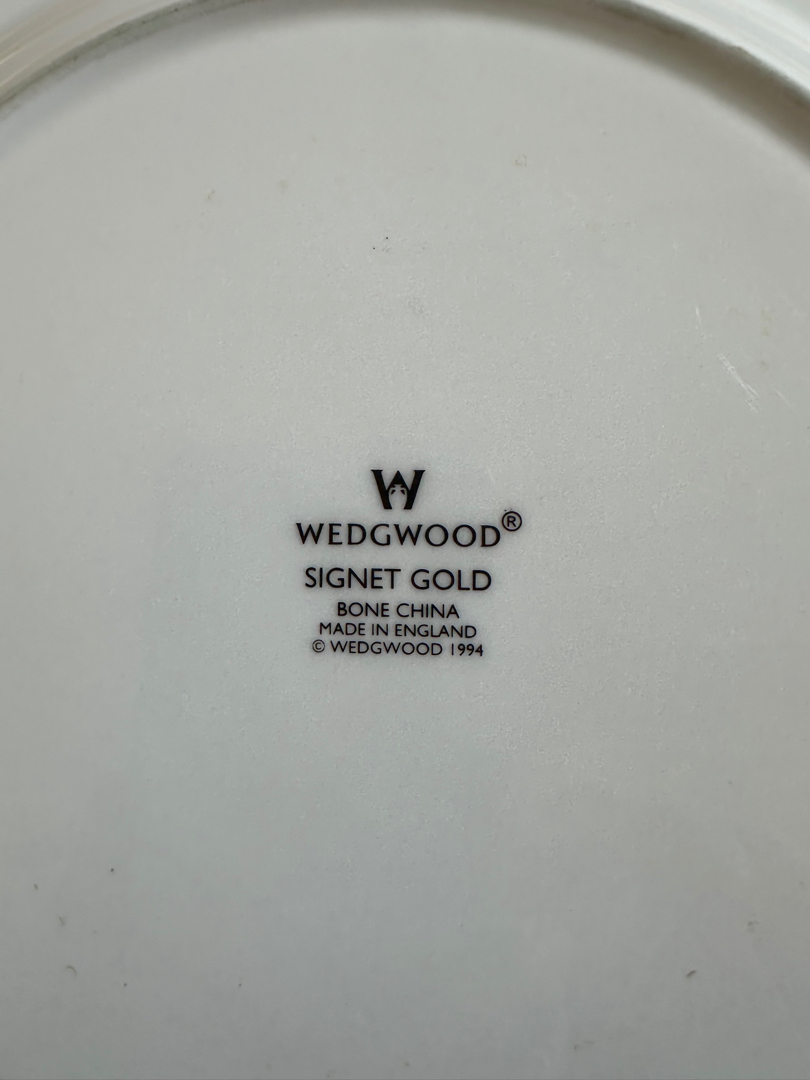 W
WEDGWOOD®
SIGNET GOLD
BONE CHINA
MADE IN ENGLAND
© WEDGWOOD 1994